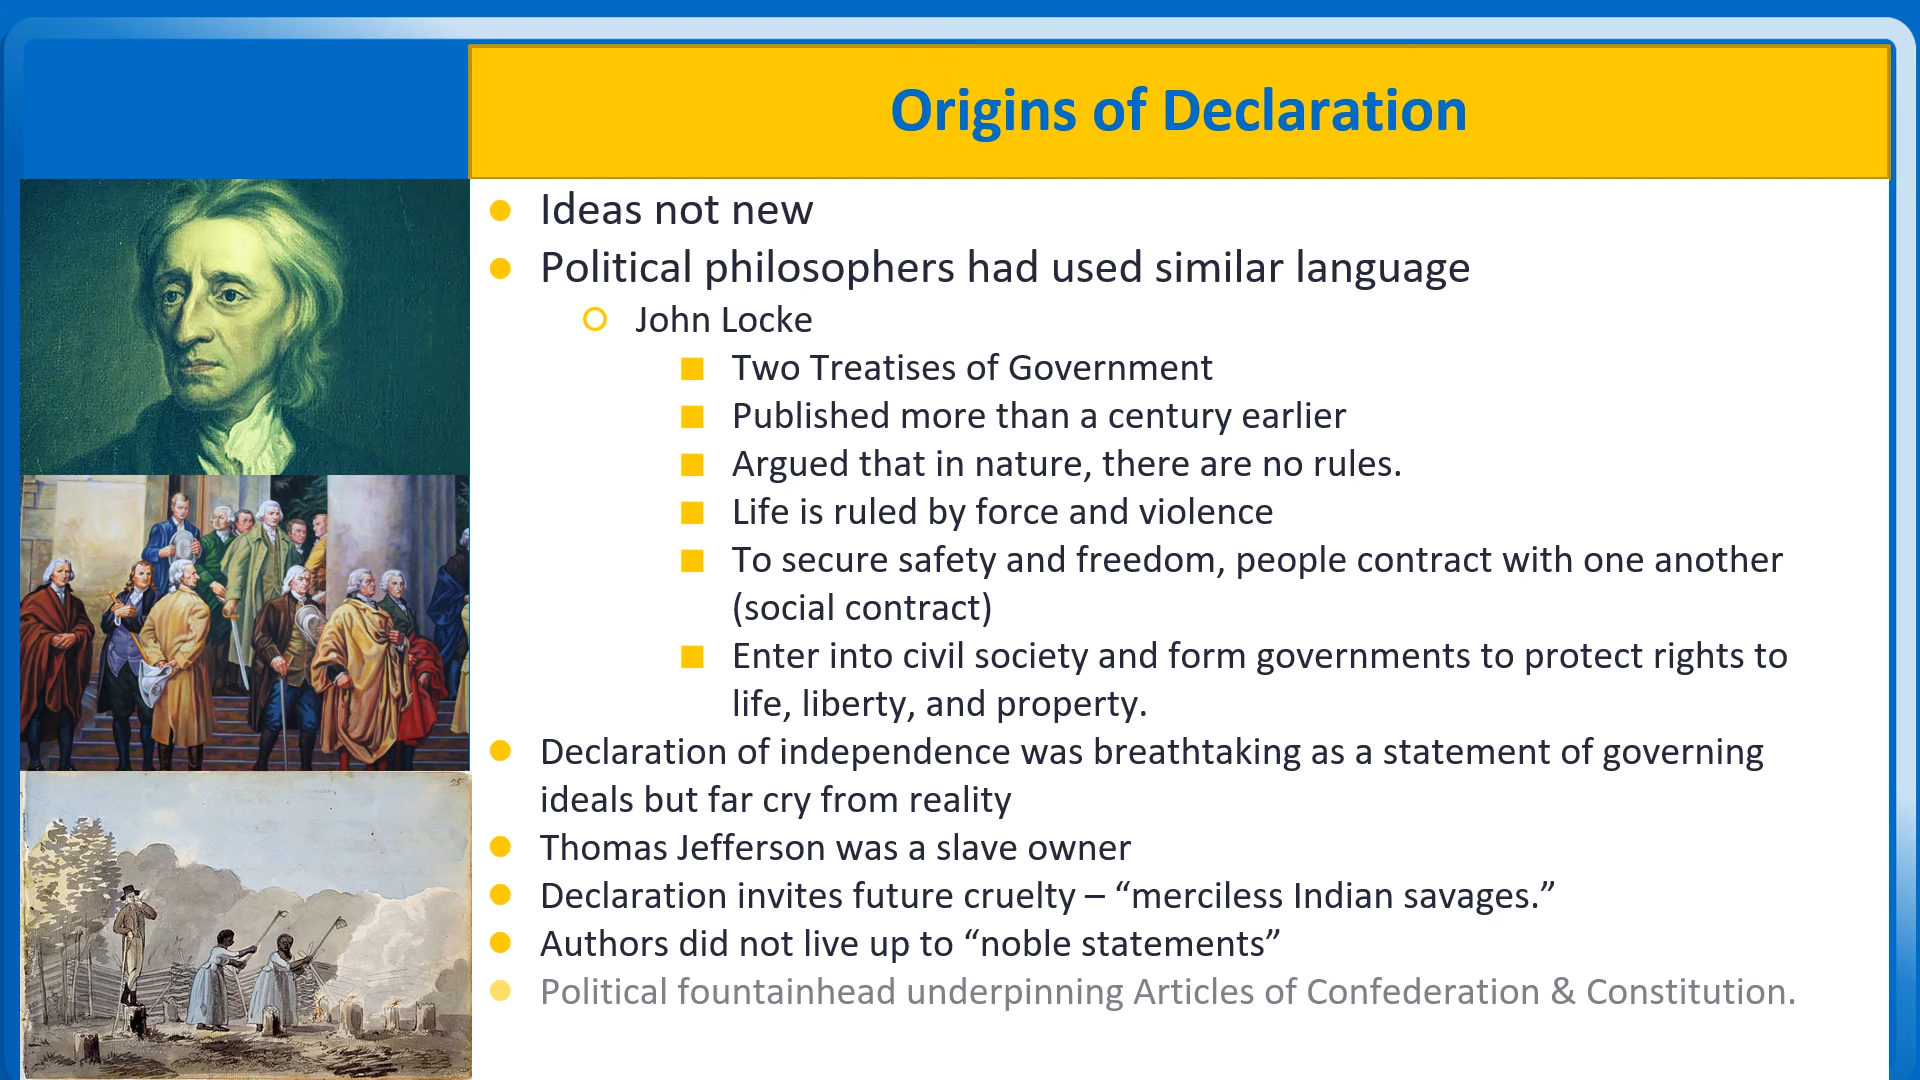 Origins of Declaration
Ideas not new
Political philosophers had used similar language
John Locke
Two Treatises of Government
Published more than a century earlier
Argued that in nature, there are no rules.
Life is ruled by force and violence
To secure safety and freedom, people contract with one another
(social contract)
Enter into civil society and form governments to protect rights to
life, liberty, and property.
Declaration of independence was breathtaking as a statement of governing
ideals but far cry from reality
Thomas Jefferson was a slave owner
Declaration invites future cruelty – “merciless Indian savages.”
Authors did not live up to “noble statements”
Political fountainhead underpinning Articles of Confederation & Constitution.